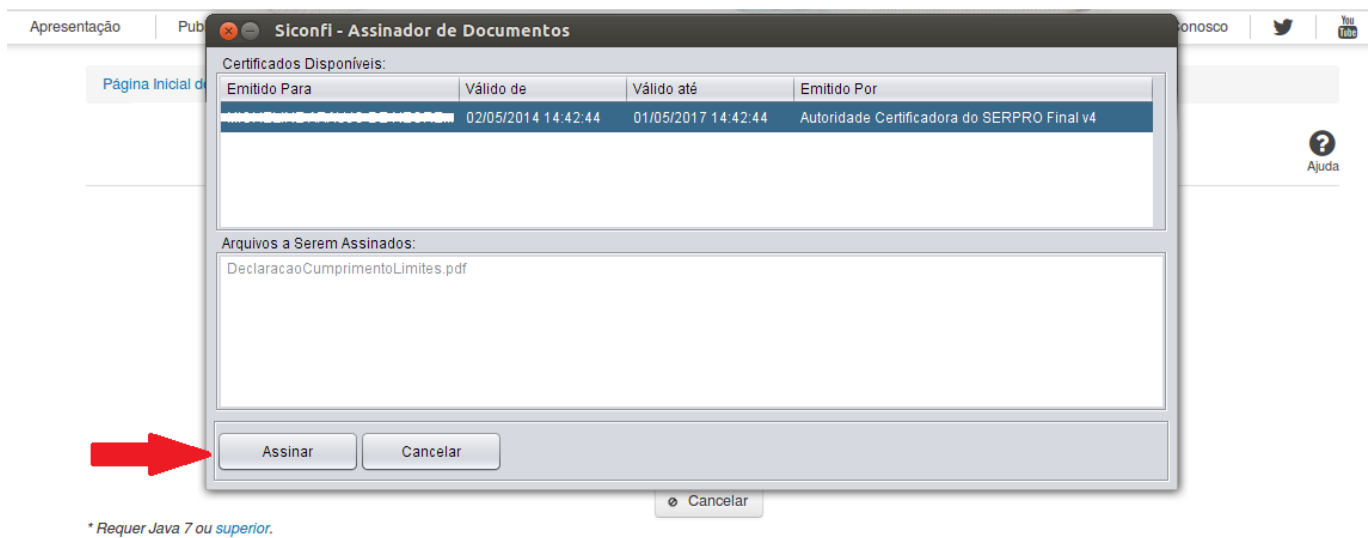 Apresentação
Pub
Siconfi - Assinador de Documentos
onosco
You Tube
Página Inicial d
Certificados Disponíveis:
Emitido Para Válido de Válido até Emitido Por
02/05/2014 14:42:44 01/05/2017 14:42:44 Autoridade Certificadora do SERPRO Final v4
Ajuda
Arquivos a Serem Assinados:
DeclaracaoCumprimentoLimites.pdf
Assinar Cancelar
Cancelar
* Requer Java 7 ou superior.